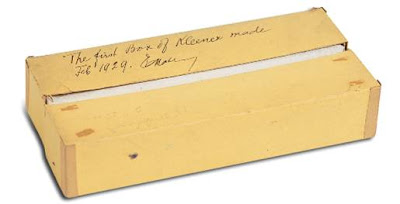 The first Box of Kleenex made
Feb 1929.